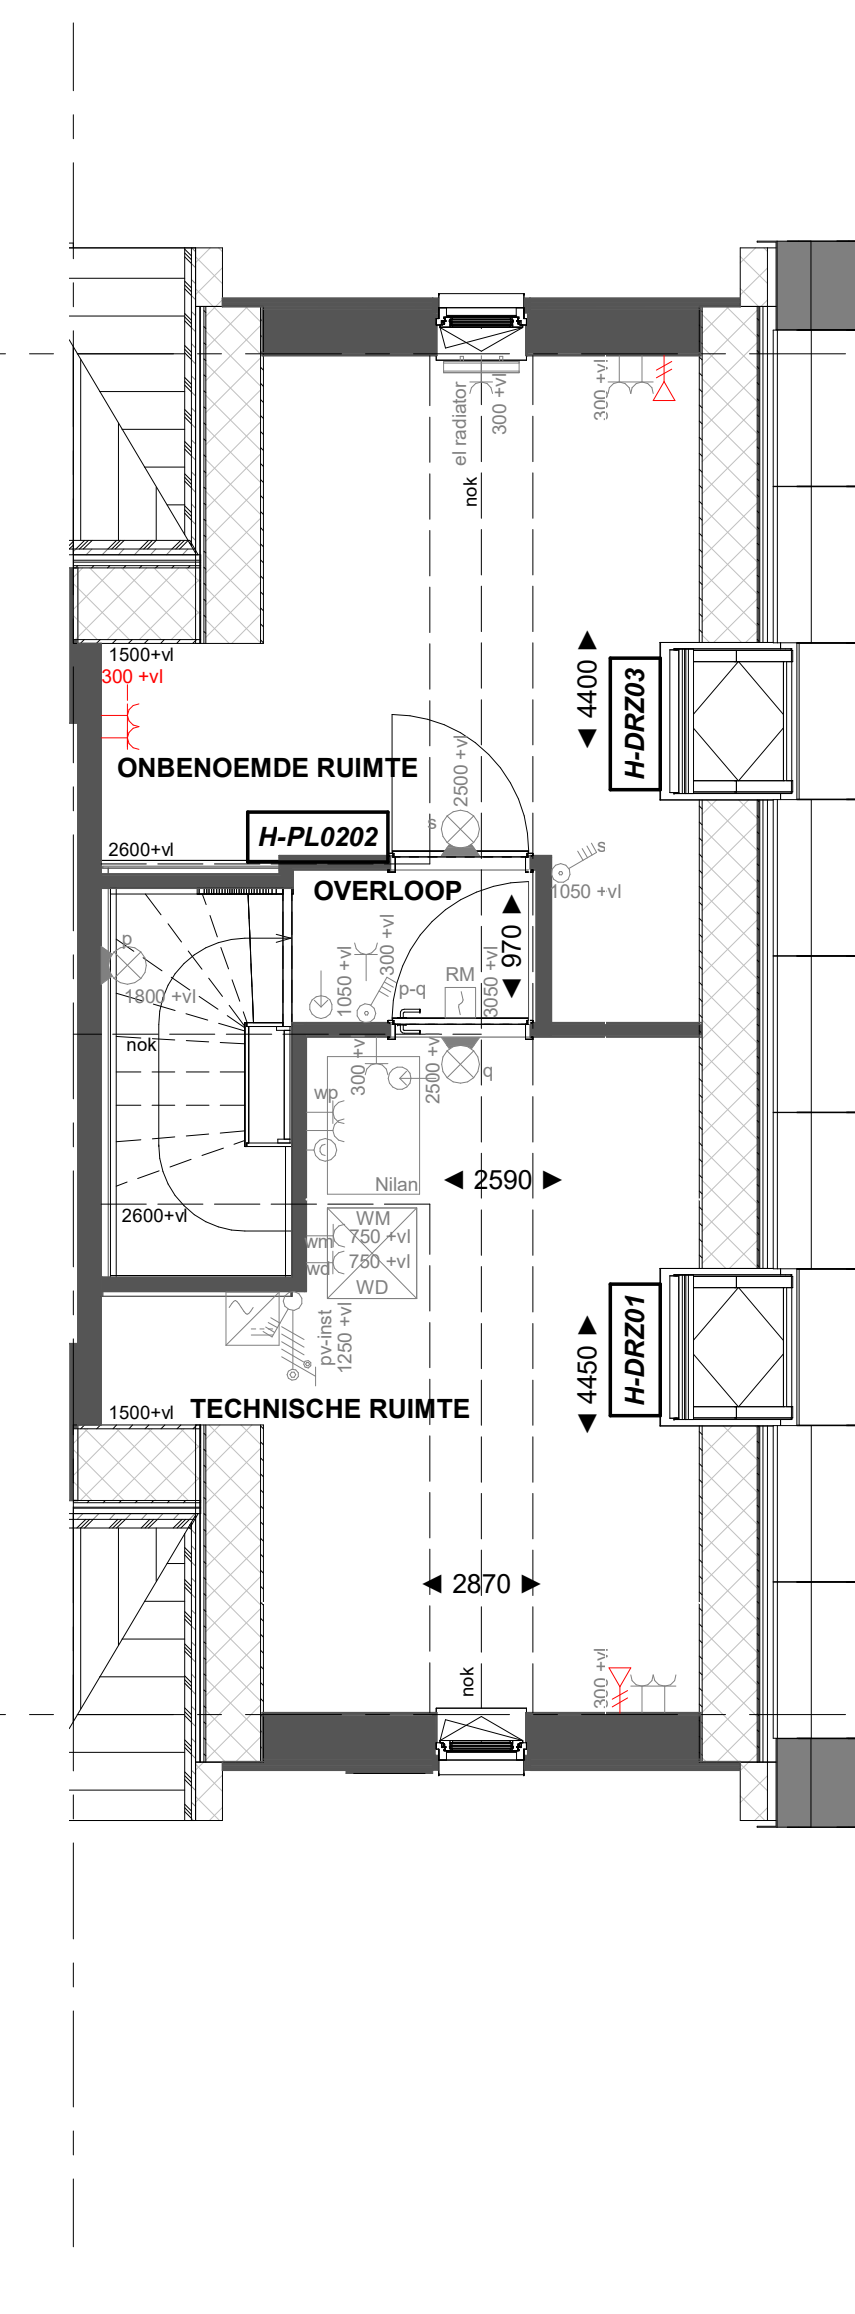 el radiator
300 +vl
300 +vl
nok
1500+vl
300 +vl
◄ 4400 ►
H-DRZ03
ONBENOEMDE RUIMTE
2500 +vl
s
H-PL0202
2600+vl
s
1050 +vl
OVERLOOP
◄ 970 ►
p
1800 +vl
300 +vl
1050 +vl
p-q
RM
3050 +vl
nok
300 +vl
2500 +vl
q
wp
Nilan
◄ 2590 ►
2600+vl
WM
wm
750 +vl
wd
750 +vl
WD
pv-inst
1250 +vl
◄ 4450 ►
H-DRZ01
1500+vl
TECHNISCHE RUIMTE
◄ 2870 ►
nok
300 +vl